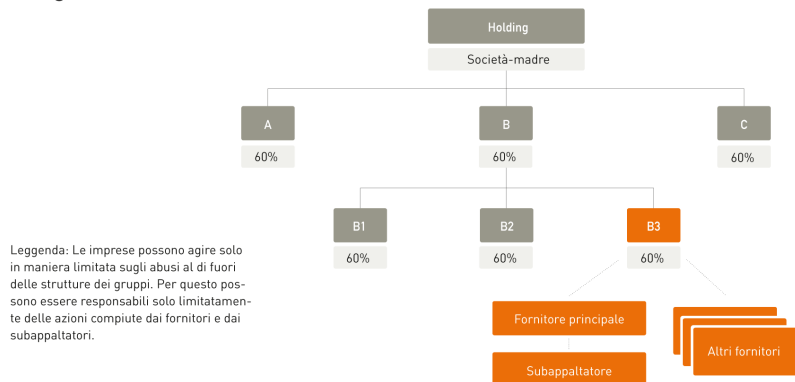 Holding
Società-madre
A
B
C
60%
60%
60%
B1
B2
B3
60%
60%
60%
Leggenda: Le imprese possono agire solo
in maniera limitata sugli abusi al di fuori
delle strutture dei gruppi. Per questo pos-
sono essere responsabili solo limitatamen-
te delle azioni compiute dai fornitori e dai
subappaltatori.
Fornitore principale
Altri fornitori
Subappaltatore